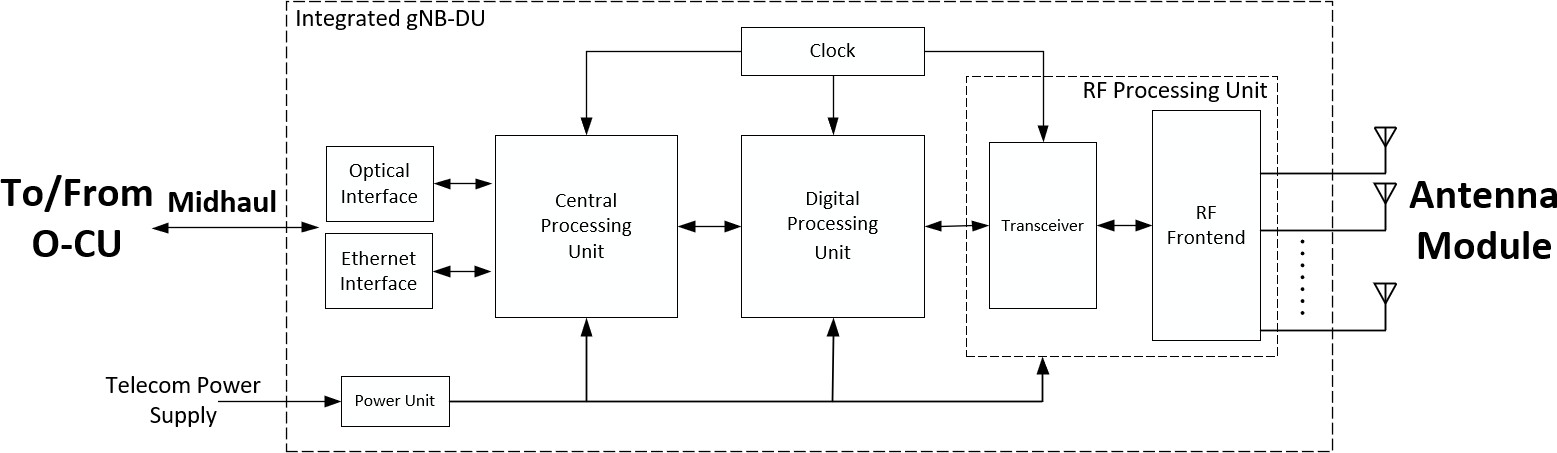 Integrated gNB-DU
Clock
RF Processing Unit
Optical
Interface
Ethernet
Interface
Central
Processing
Unit
Digital
Processing
Unit
Transceiver
RF
Frontend
To/From
O-CU
Midhaul
Antenna
Module
Telecom Power
Supply
Power Unit